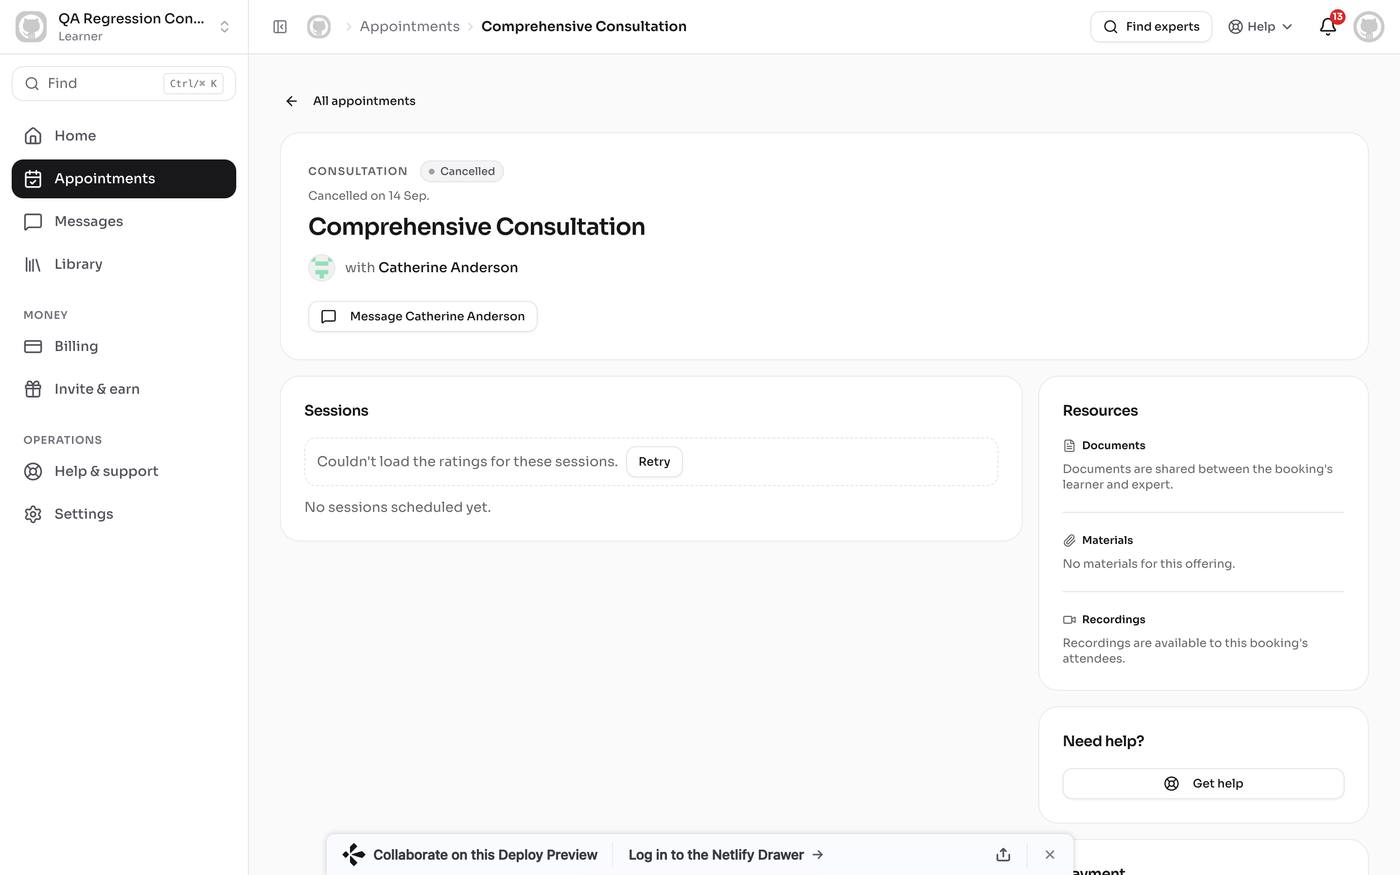 QA Regression Con...
Learner
Appointments
Comprehensive Consultation
Find experts
Help
13
Find
Ctrl/⌘ K
Home
Appointments
Messages
Library
MONEY
Billing
Invite & earn
OPERATIONS
Help & support
Settings
All appointments
CONSULTATION
Cancelled
Cancelled on 14 Sep.
Comprehensive Consultation
with Catherine Anderson
Message Catherine Anderson
Sessions
Couldn't load the ratings for these sessions.
Retry
No sessions scheduled yet.
Resources
Documents
Documents are shared between the booking's
learner and expert.
Materials
No materials for this offering.
Recordings
Recordings are available to this booking's
attendees.
Need help?
Get help
Collaborate on this Deploy Preview
Log in to the Netlify Drawer →